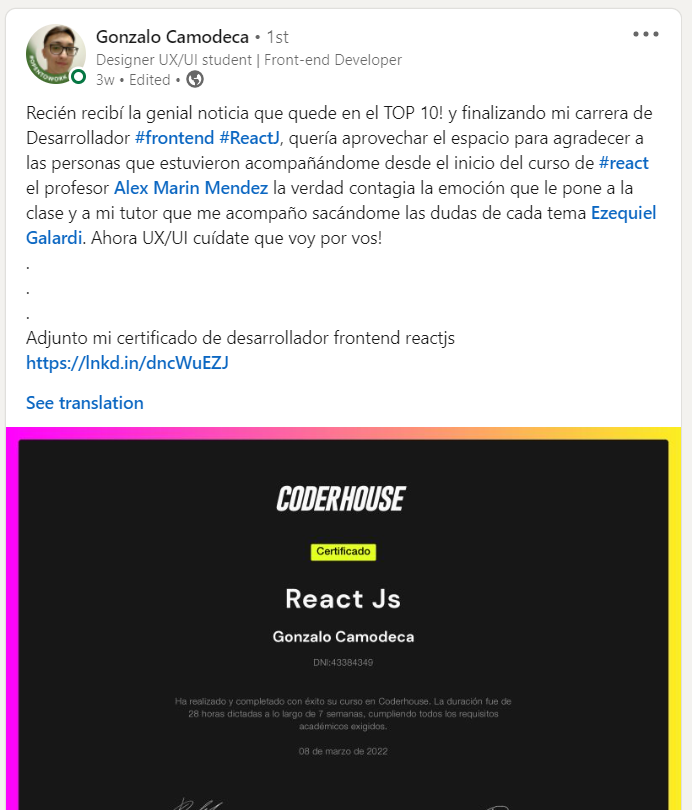 Gonzalo Camodeca • 1st
Designer UX/UI student | Front-end Developer
3w • Edited •
Recién recibí la genial noticia que quede en el TOP 10! y finalizando mi carrera de
Desarrollador #frontend #ReactJ, quería aprovechar el espacio para agradecer a
las personas que estuvieron acompañándome desde el inicio del curso de #react
el profesor Alex Marin Mendez la verdad contagia la emoción que le pone a la
clase y a mi tutor que me acompaño sacándome las dudas de cada tema Ezequiel
Galardi. Ahora UX/UI cuídate que voy por vos!
.
.
.
Adjunto mi certificado de desarrollador frontend reactjs
https://lnkd.in/dncWuEZJ
See translation
CODERHOUSE
Certificado
React Js
Gonzalo Camodeca
DNI:43384349
Ha realizado y completado con éxito su curso en Coderhouse. La duración fue de
28 horas dictadas a lo largo de 7 semanas, cumpliendo todos los requisitos
académicos exigidos.
08 de marzo de 2022